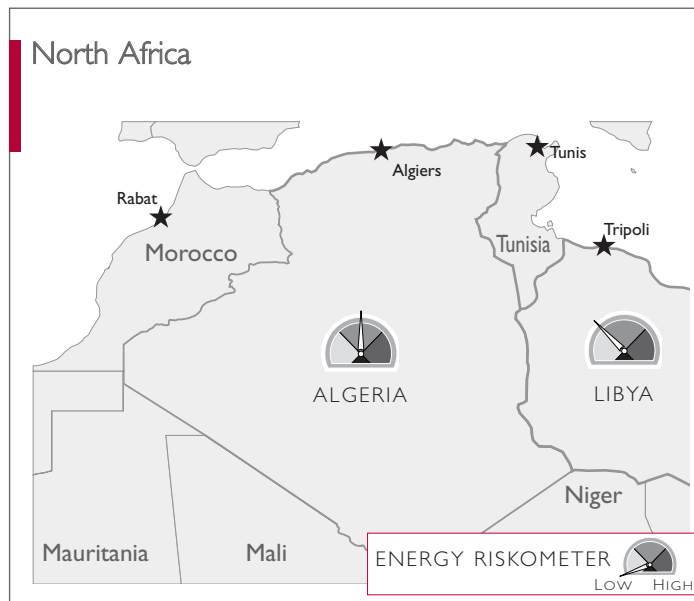 North Africa
Algiers
Tunis
Rabat
Tripoli
Morocco
Tunisia
ALGERIA
LIBYA
Niger
Mauritania
Mali
ENERGY RISKOMETER
LOW HIGH